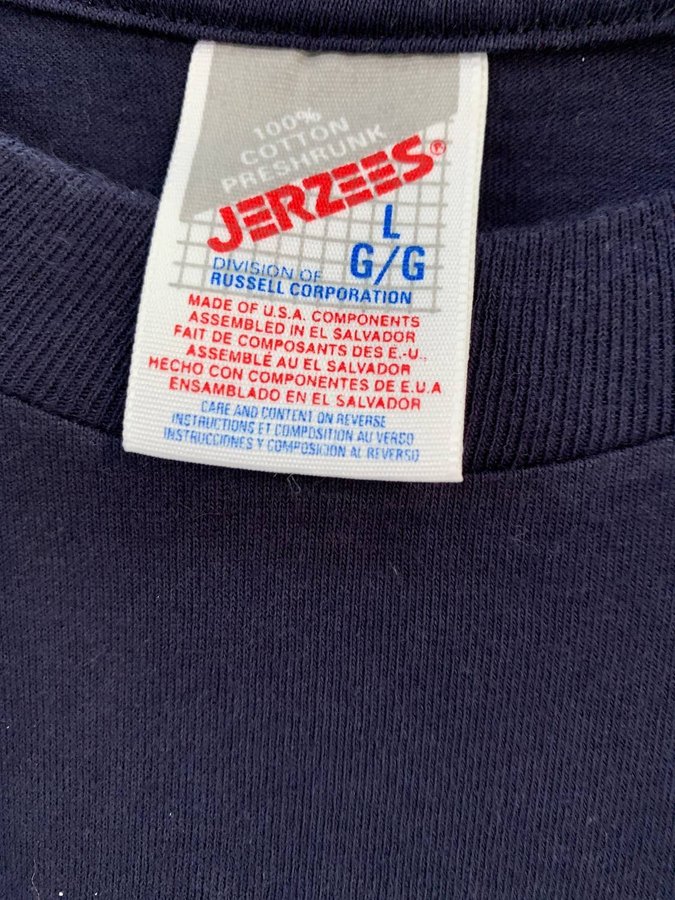 100%
COTTON
PRESHRUNK
JERZEES®
L
G/G
DIVISION OF
RUSSELL CORPORATION
MADE OF U.S.A. COMPONENTS
ASSEMBLED IN EL SALVADOR
FAIT DE COMPOSANTS DES É.-U.,
ASSEMBLÉ AU EL SALVADOR
HECHO CON COMPONENTES DE E.U.A
ENSAMBLADO EN EL SALVADOR
CARE AND CONTENT ON REVERSE
INSTRUCTIONS ET COMPOSITION AU VERSO
INSTRUCCIONES Y COMPOSICION AL REVERSO